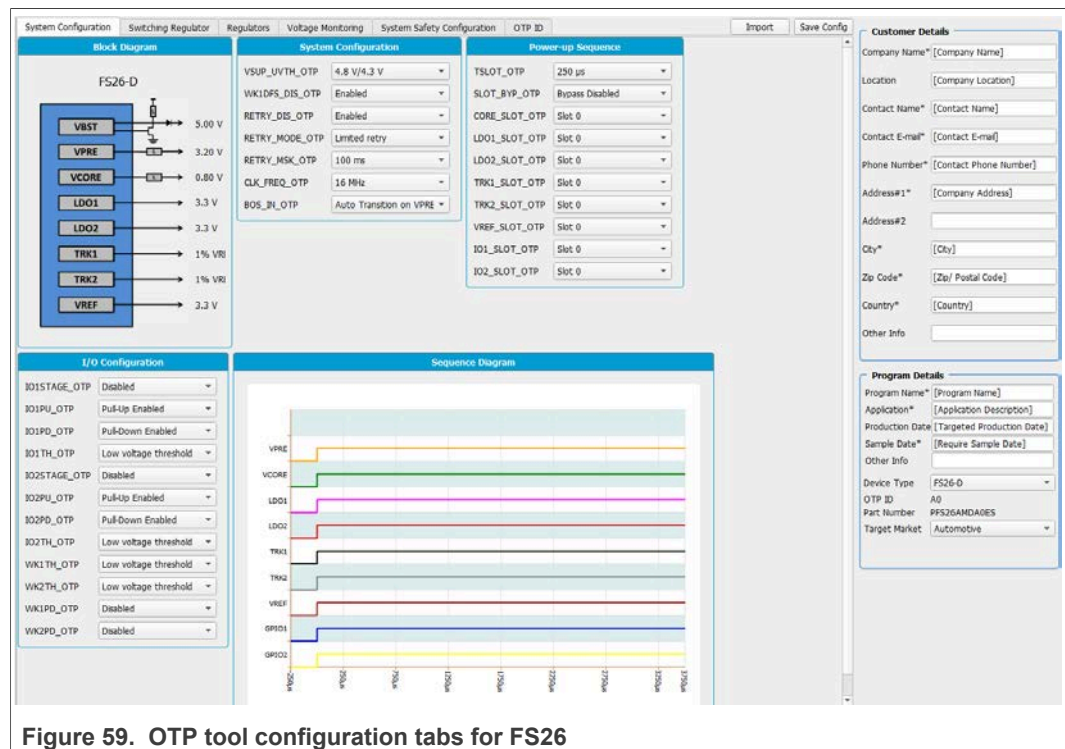 System Configuration Switching Regulator Regulators Voltage Monitoring System Safety Configuration OTP ID
Import Save Config
Block Diagram
FS26-D
VBST 5.00 V
VPRE 3.20 V
VCORE 0.80 V
LDO1 3.3 V
LDO2 3.3 V
TRK1 1% VRI
TRK2 1% VRI
VREF 3.3 V
System Configuration
VSUP_UVTH_OTP 4.8 V/4.3 V
WK1DFS_DIS_OTP Enabled
RETRY_DIS_OTP Enabled
RETRY_MODE_OTP Limited retry
RETRY_MSK_OTP 100 ms
CLK_FREQ_OTP 16 MHz
BOS_IN_OTP Auto Transition on VPRE
Power-up Sequence
TSLOT_OTP 250 µs
SLOT_BYP_OTP Bypass Disabled
CORE_SLOT_OTP Slot 0
LDO1_SLOT_OTP Slot 0
LDO2_SLOT_OTP Slot 0
TRK1_SLOT_OTP Slot 0
TRK2_SLOT_OTP Slot 0
VREF_SLOT_OTP Slot 0
IO1_SLOT_OTP Slot 0
IO2_SLOT_OTP Slot 0
I/O Configuration
IO1STAGE_OTP Disabled
IO1PU_OTP Pull-Up Enabled
IO1PD_OTP Pull-Down Enabled
IO1TH_OTP Low voltage threshold
IO2STAGE_OTP Disabled
IO2PU_OTP Pull-Up Enabled
IO2PD_OTP Pull-Down Enabled
IO2TH_OTP Low voltage threshold
WK1TH_OTP Low voltage threshold
WK2TH_OTP Low voltage threshold
WK1PD_OTP Disabled
WK2PD_OTP Disabled
Sequence Diagram
VPRE
VCORE
LDO1
LDO2
TRK1
TRK2
VREF
GPIO1
GPIO2
-250µs 250µs 750µs 1250µs 1750µs 2250µs 2750µs 3250µs 3750µs
Customer Details
Company Name* [Company Name]
Location [Company Location]
Contact Name* [Contact Name]
Contact E-mail* [Contact E-mail]
Phone Number* [Contact Phone Number]
Address#1* [Company Address]
Address#2
City* [City]
Zip Code* [Zip/ Postal Code]
Country* [Country]
Other Info
Program Details
Program Name* [Program Name]
Application* [Application Description]
Production Date [Targeted Production Date]
Sample Date* [Require Sample Date]
Other Info
Device Type FS26-D
OTP ID A0
Part Number PFS26AMDA0ES
Target Market Automotive
Figure 59. OTP tool configuration tabs for FS26